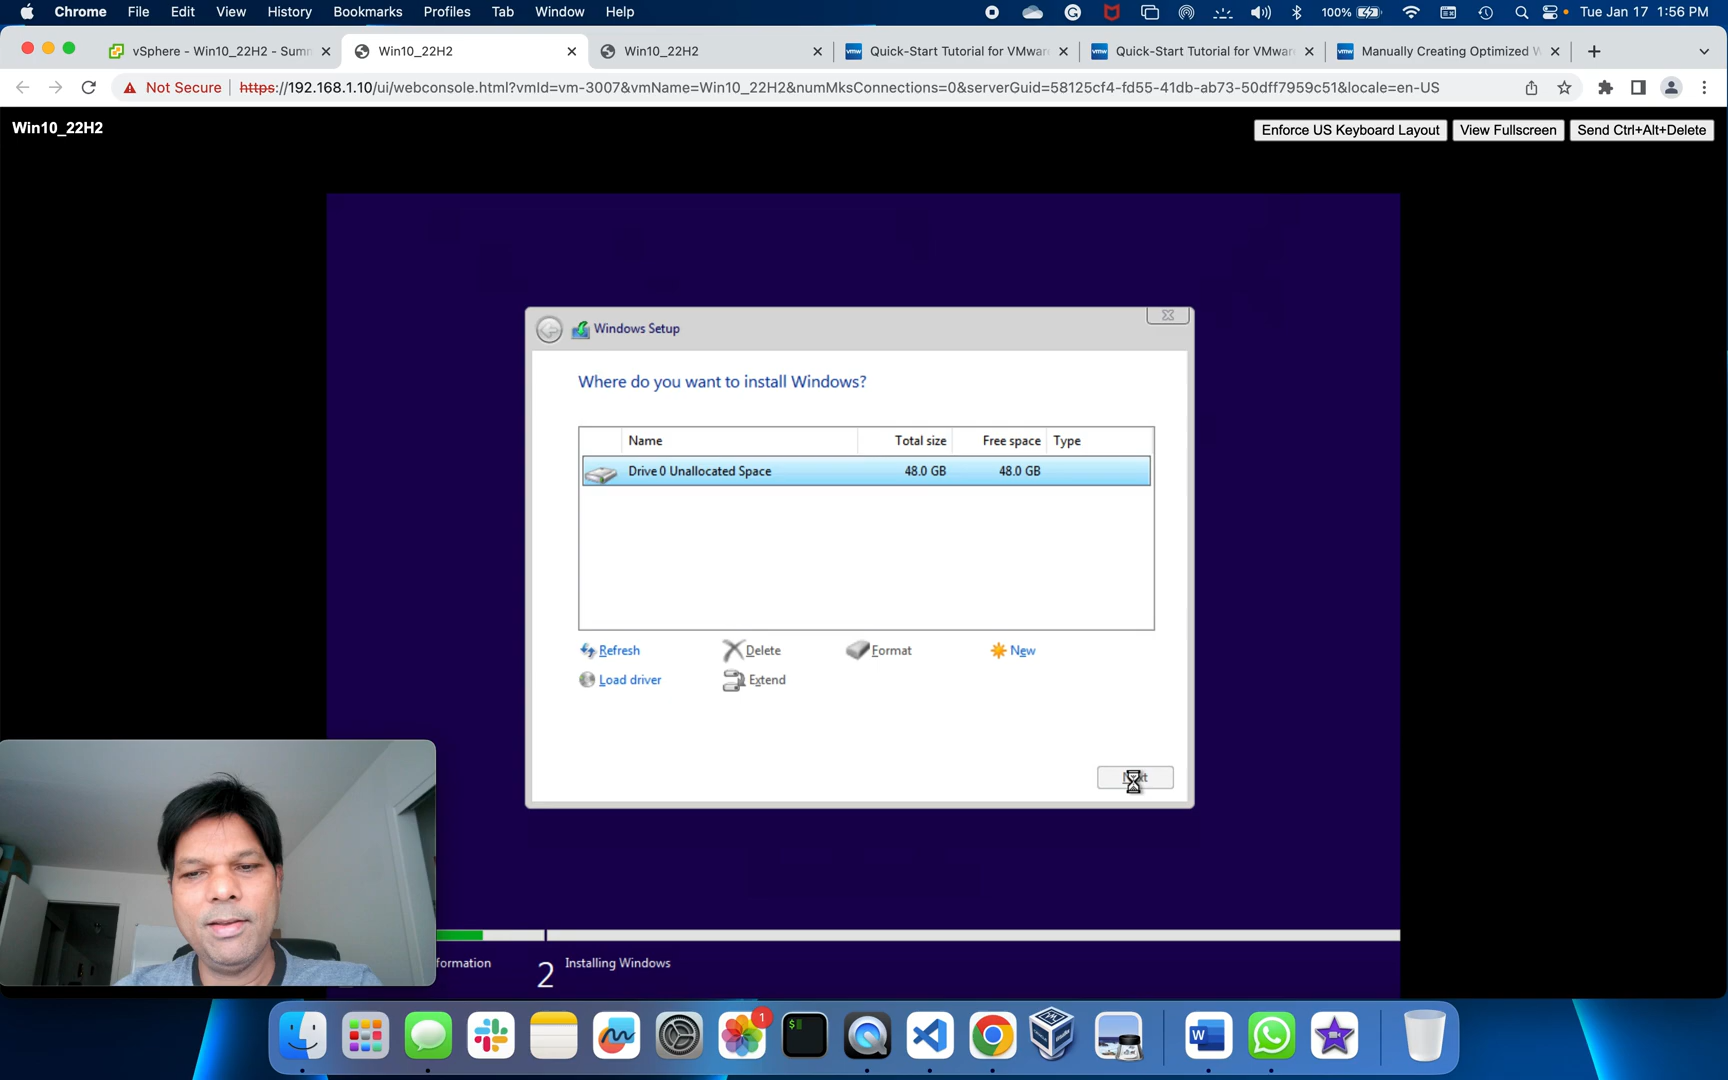 Chrome File Edit View History Bookmarks Profiles Tab Window Help 100% Tue Jan 17 1:56 PM
vSphere - Win10_22H2 - Sum Win10_22H2 Win10_22H2 Quick-Start Tutorial for VMwar Quick-Start Tutorial for VMwar Manually Creating Optimized W
Not Secure https://192.168.1.10/ui/webconsole.html?vmId=vm-3007&vmName=Win10_22H2&numMksConnections=0&serverGuid=58125cf4-fd55-41db-ab73-50dff7959c51&locale=en-US
Win10_22H2 Enforce US Keyboard Layout View Fullscreen Send Ctrl+Alt+Delete
Windows Setup
Where do you want to install Windows?
Name Total size Free space Type
Drive 0 Unallocated Space 48.0 GB 48.0 GB
Refresh Delete Format New
Load driver Extend
formation 2 Installing Windows
1